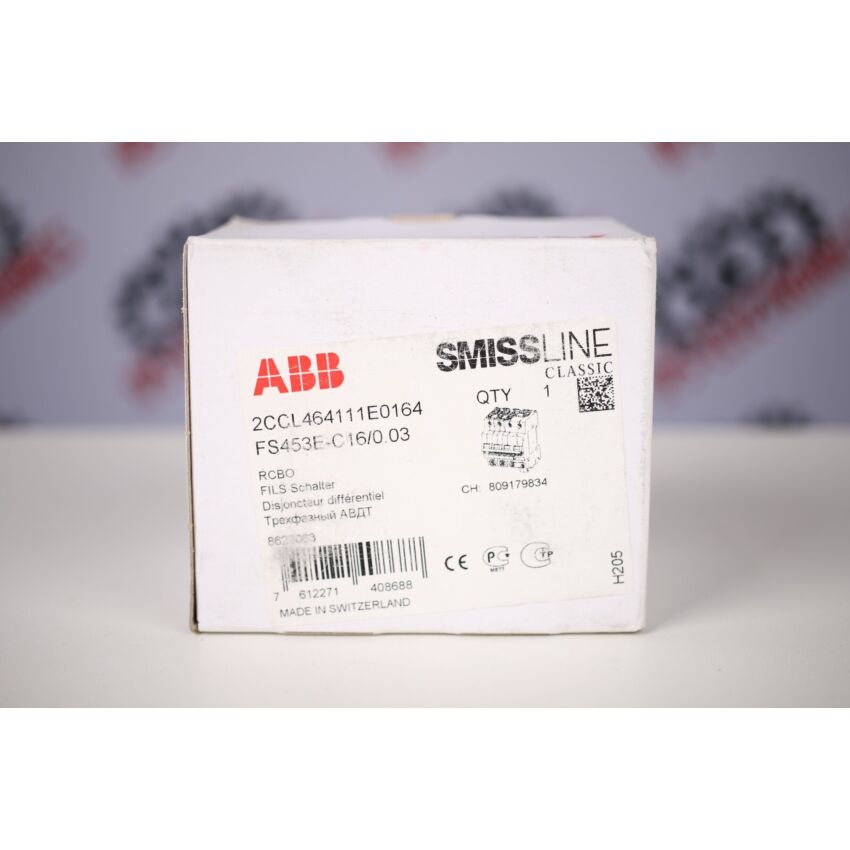 ABB
SMISSLINE
CLASSIC
2CCL464111E0164
FS453E-C16/0.03
QTY 1
RCBO
FILS Schalter
Disjoncteur différentiel
Трехфазный АВДТ
CH: 809179834
7 612271 408688
MADE IN SWITZERLAND
CE
H205